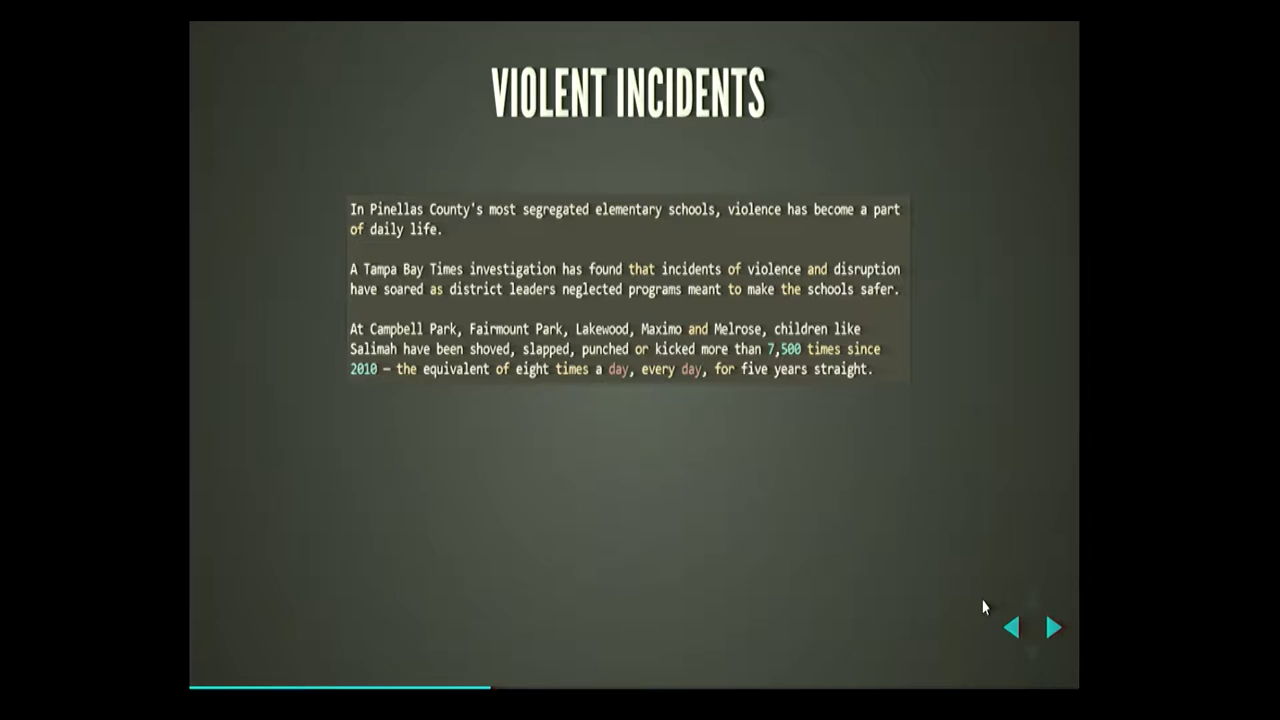 VIOLENT INCIDENTS
In Pinellas County's most segregated elementary schools, violence has become a part
of daily life.
A Tampa Bay Times investigation has found that incidents of violence and disruption
have soared as district leaders neglected programs meant to make the schools safer.
At Campbell Park, Fairmount Park, Lakewood, Maximo and Melrose, children like
Salimah have been shoved, slapped, punched or kicked more than 7,500 times since
2010 — the equivalent of eight times a day, every day, for five years straight.